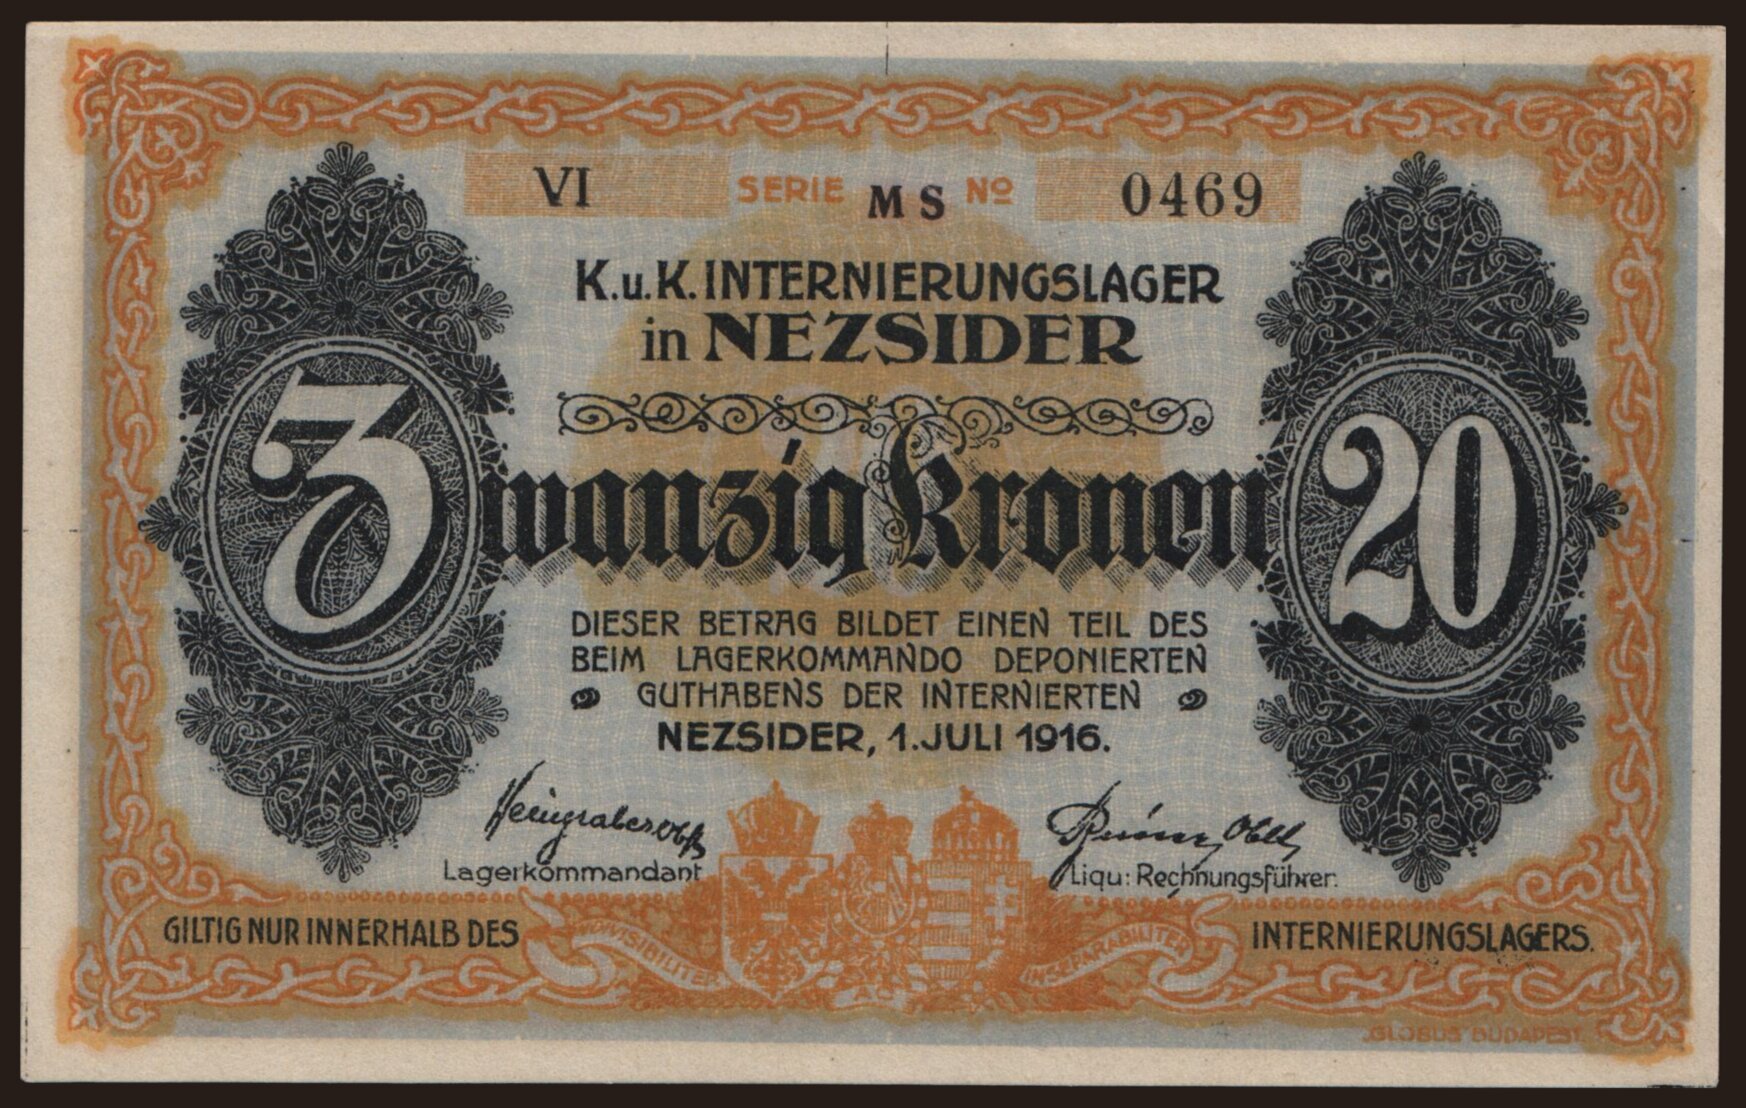 VI SERIE MS No 0469
K.u.K. INTERNIERUNGSLAGER
in NEZSIDER
Zwanzig Kronen 20
DIESER BETRAG BILDET EINEN TEIL DES
BEIM LAGERKOMMANDO DEPONIERTEN
GUTHABENS DER INTERNIERTEN
NEZSIDER, 1. JULI 1916.
Lagerkommandant
Liqu: Rechnungsführer.
GILTIG NUR INNERHALB DES INTERNIERUNGSLAGERS.
INDIVISIBILITER INSEPARABILITER
GLOBUS BUDAPEST.